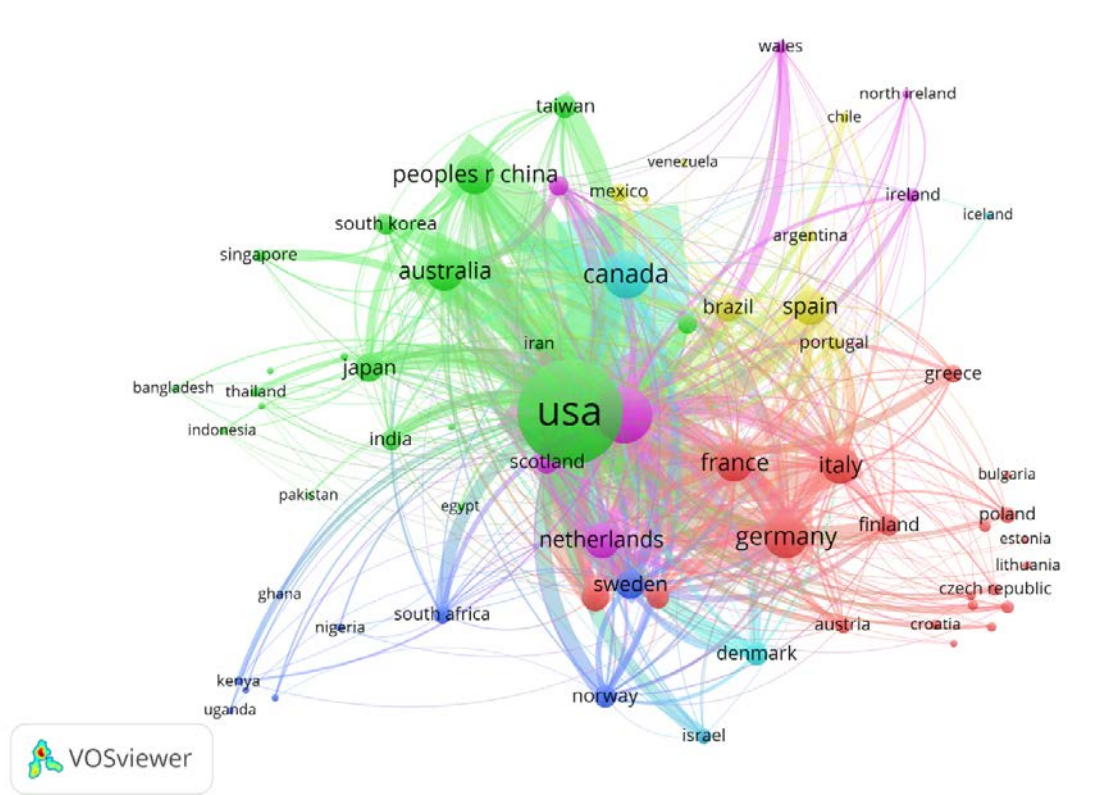 wales
north ireland
chile
taiwan
venezuela
peoples r china
mexico
ireland
iceland
south korea
argentina
singapore
australia
canada
brazil
spain
iran
portugal
japan
greece
bangladesh
thailand
usa
indonesia
india
scotland
france
italy
bulgaria
pakistan
egypt
poland
finland
germany
netherlands
estonia
lithuania
sweden
czech republic
ghana
south africa
nigeria
austria
croatia
denmark
kenya
norway
uganda
israel
VOSviewer